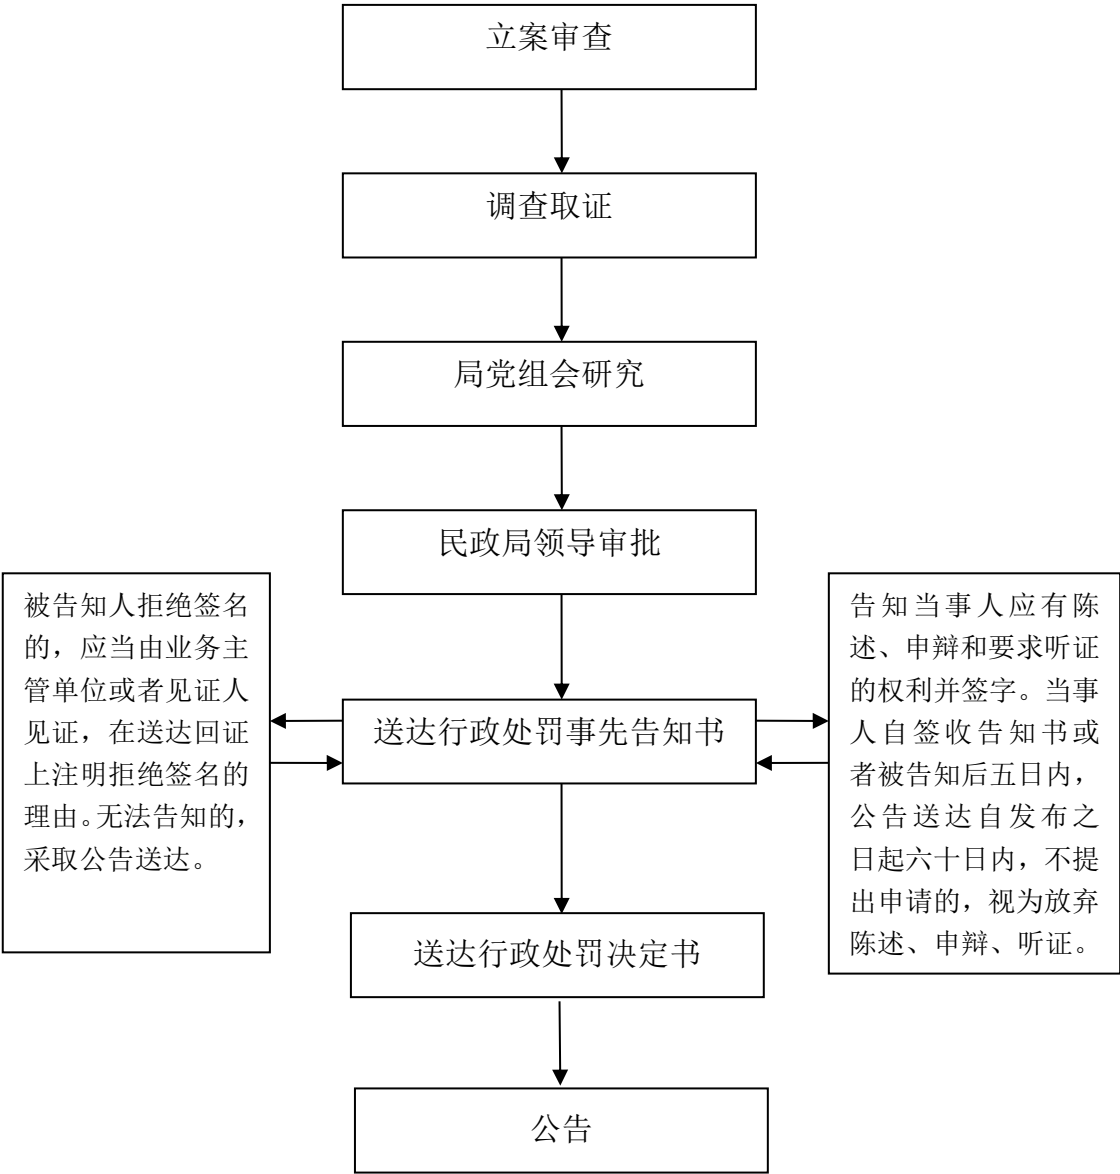 立案审查
调查取证
局党组会研究
民政局领导审批
被告知人拒绝签名
的，应当由业务主
管单位或者见证人
见证，在送达回证
上注明拒绝签名的
理由。无法告知的，
采取公告送达。
送达行政处罚事先告知书
告知当事人应有陈
述、申辩和要求听证
的权利并签字。当事
人自签收告知书或
者被告知后五日内，
公告送达自发布之
日起六十日内，不提
出申请的，视为放弃
陈述、申辩、听证。
送达行政处罚决定书
公告